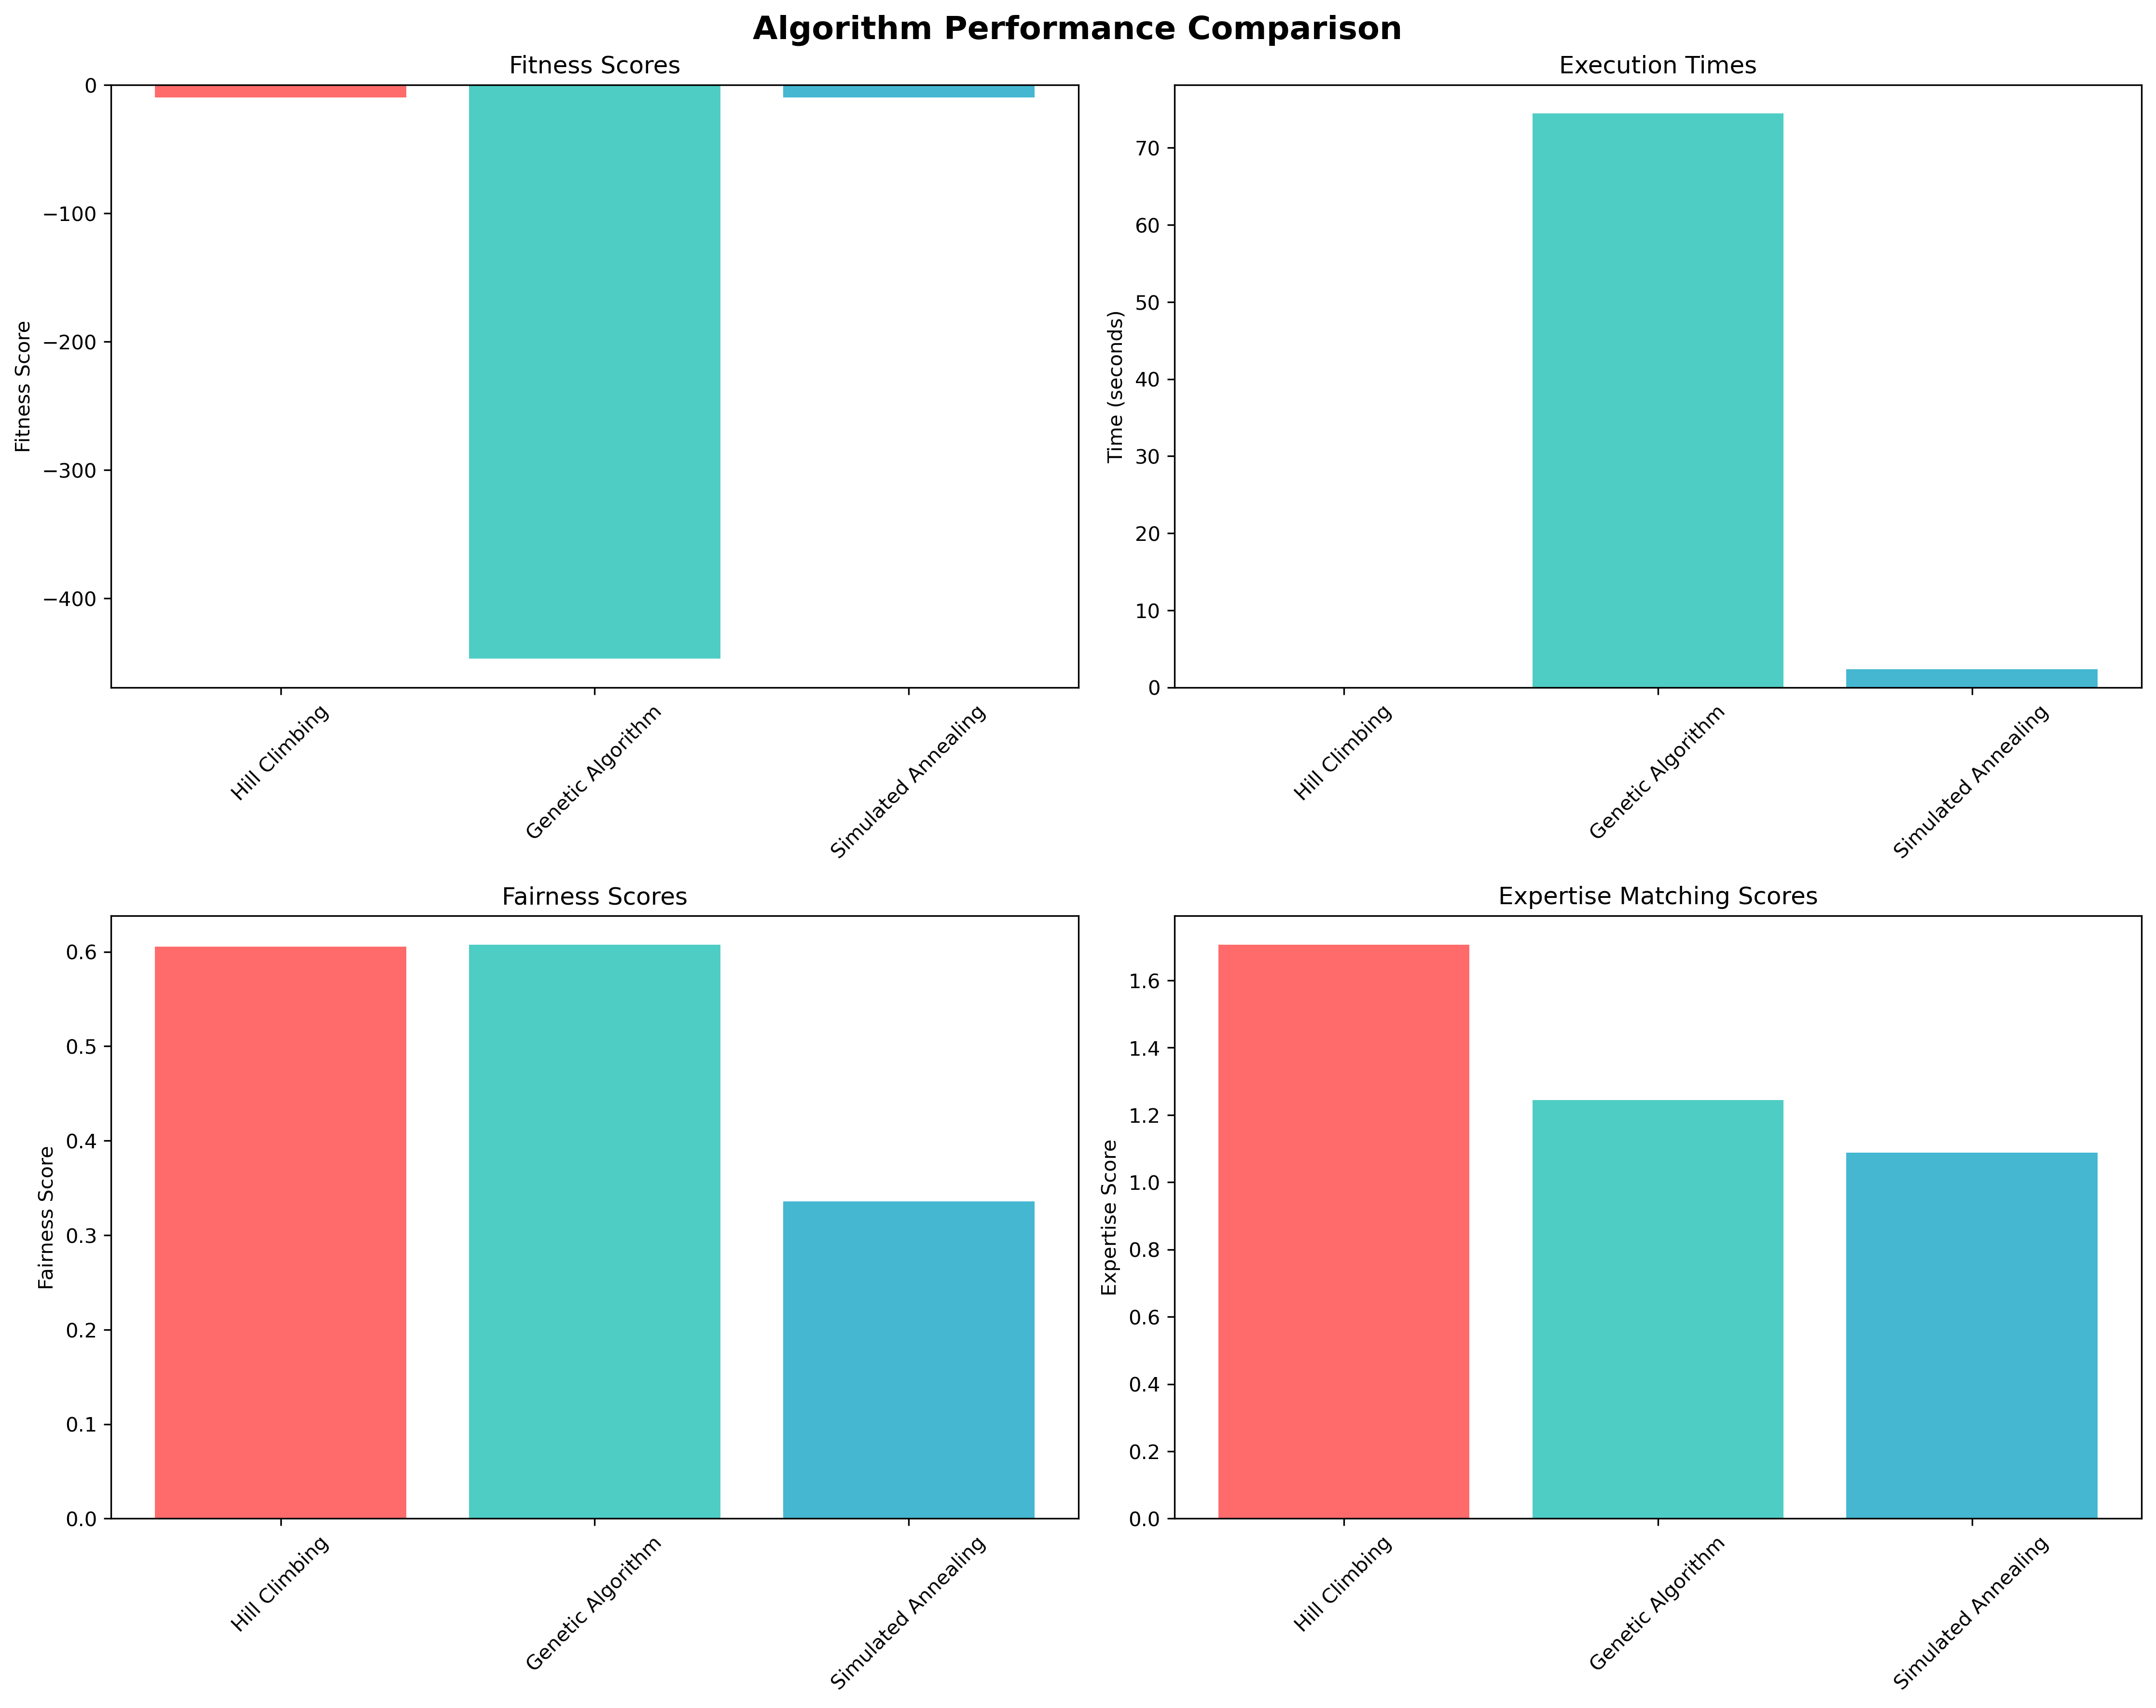 Algorithm Performance Comparison
Fitness Scores
Fitness Score
0
−100
−200
−300
−400
Hill Climbing
Genetic Algorithm
Simulated Annealing
Execution Times
Time (seconds)
70
60
50
40
30
20
10
0
Hill Climbing
Genetic Algorithm
Simulated Annealing
Fairness Scores
Fairness Score
0.6
0.5
0.4
0.3
0.2
0.1
0.0
Hill Climbing
Genetic Algorithm
Simulated Annealing
Expertise Matching Scores
Expertise Score
1.6
1.4
1.2
1.0
0.8
0.6
0.4
0.2
0.0
Hill Climbing
Genetic Algorithm
Simulated Annealing